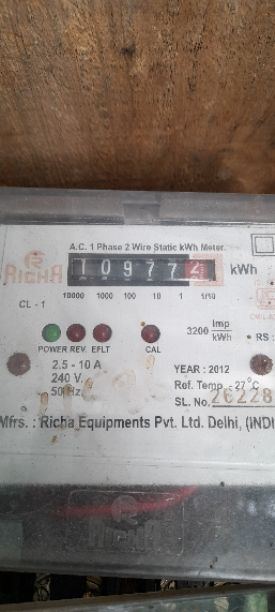 A.C. 1 Phase 2 Wire Static kWh Meter
RICHA 109772 kWh
CL - 1 10000 1000 100 10 1 1/10
POWER REV. EFLT CAL 3200 Imp/kWh RS :
2.5 - 10 A YEAR : 2012
240 V. Ref. Temp. - 27°C
50 Hz. SL. No. 26228
Mfrs. : Richa Equipments Pvt. Ltd. Delhi, (INDI
RICHA